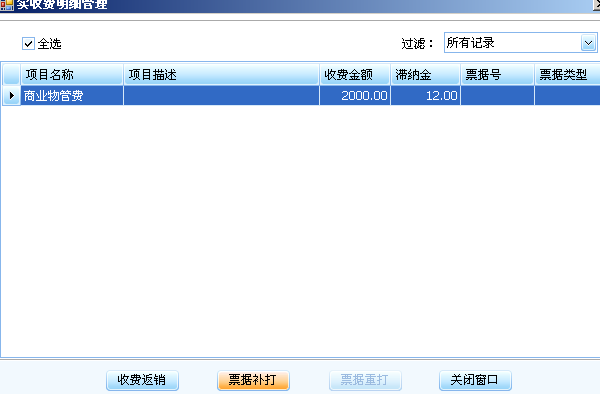 实收费明细管理
全选 过滤： 所有记录
项目名称 项目描述 收费金额 滞纳金 票据号 票据类型
商业物管费 2000.00 12.00
收费返销 票据补打 票据重打 关闭窗口